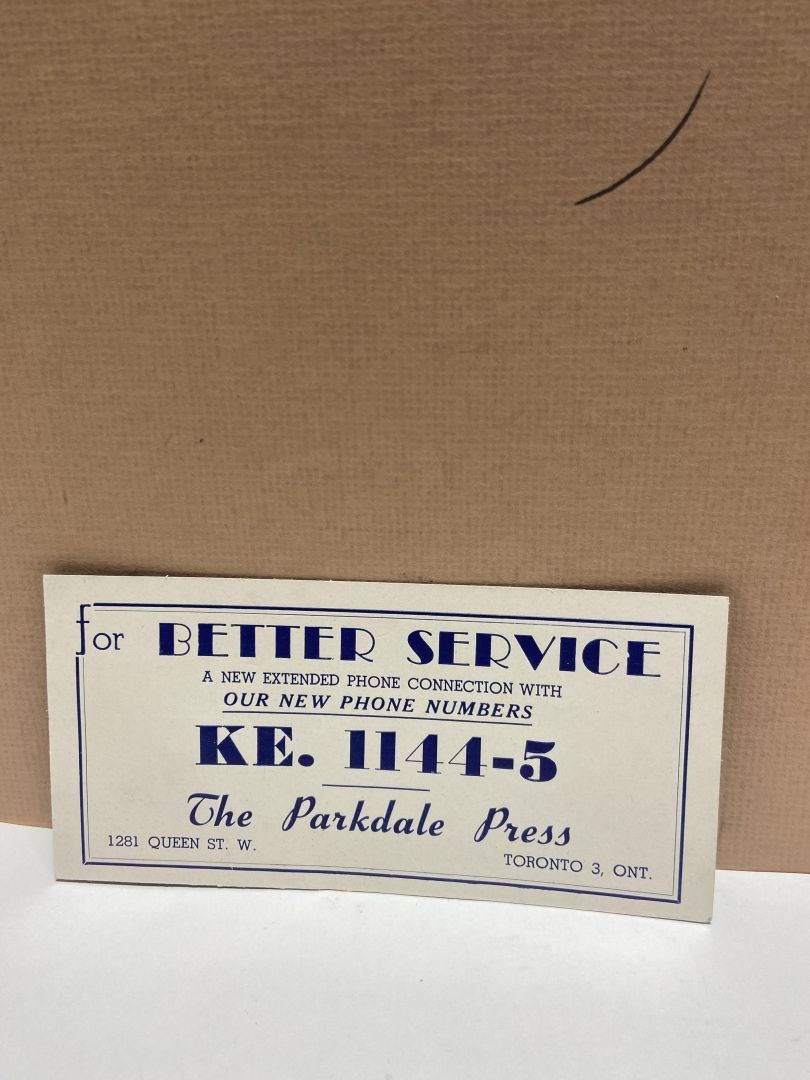 for BETTER SERVICE
A NEW EXTENDED PHONE CONNECTION WITH
OUR NEW PHONE NUMBERS
KE. 1144-5
The Parkdale Press
1281 QUEEN ST. W.
TORONTO 3, ONT.